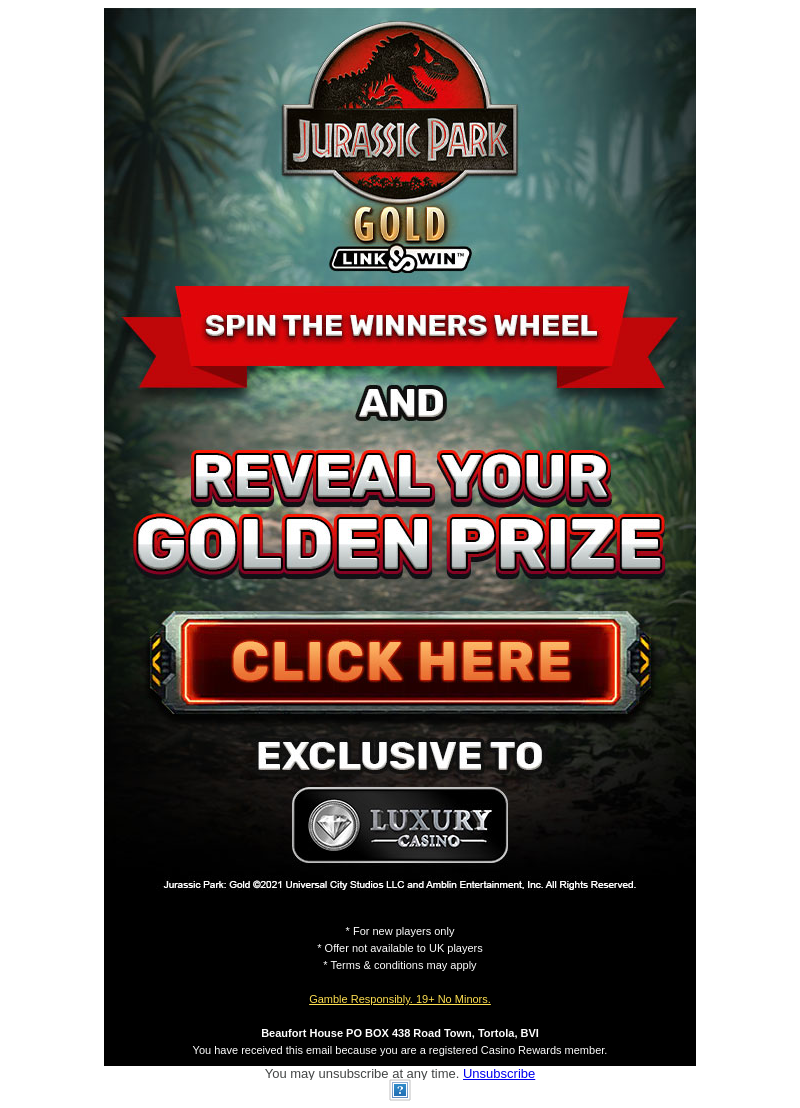 JURASSIC PARK
GOLD
LINK&WIN™
SPIN THE WINNERS WHEEL
AND
REVEAL YOUR
GOLDEN PRIZE
CLICK HERE
EXCLUSIVE TO
LUXURY
CASINO
Jurassic Park: Gold ©2021 Universal City Studios LLC and Amblin Entertainment, Inc. All Rights Reserved.
* For new players only
* Offer not available to UK players
* Terms & conditions may apply
Gamble Responsibly. 19+ No Minors.
Beaufort House PO BOX 438 Road Town, Tortola, BVI
You have received this email because you are a registered Casino Rewards member.
You may unsubscribe at any time. Unsubscribe
?